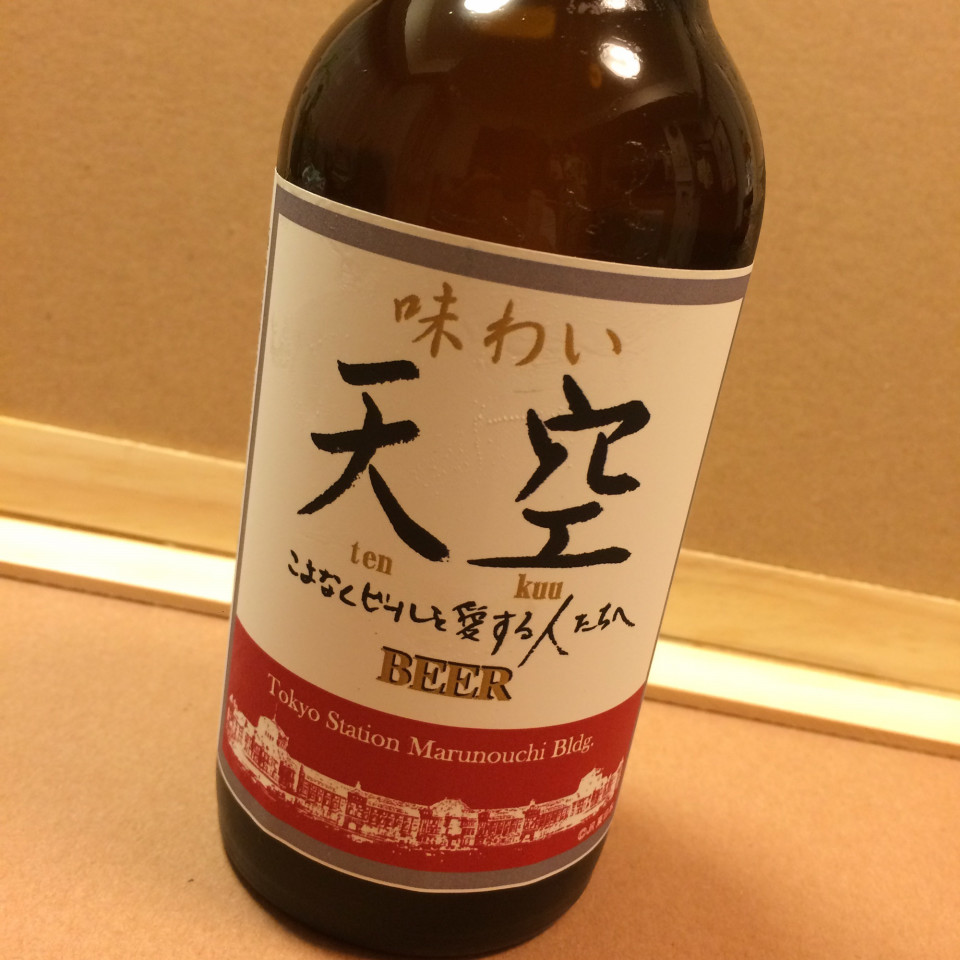 味わい
天空
ten kuu
こよなくビールを愛する人たちへ
BEER
Tokyo Station Marunouchi Bldg.